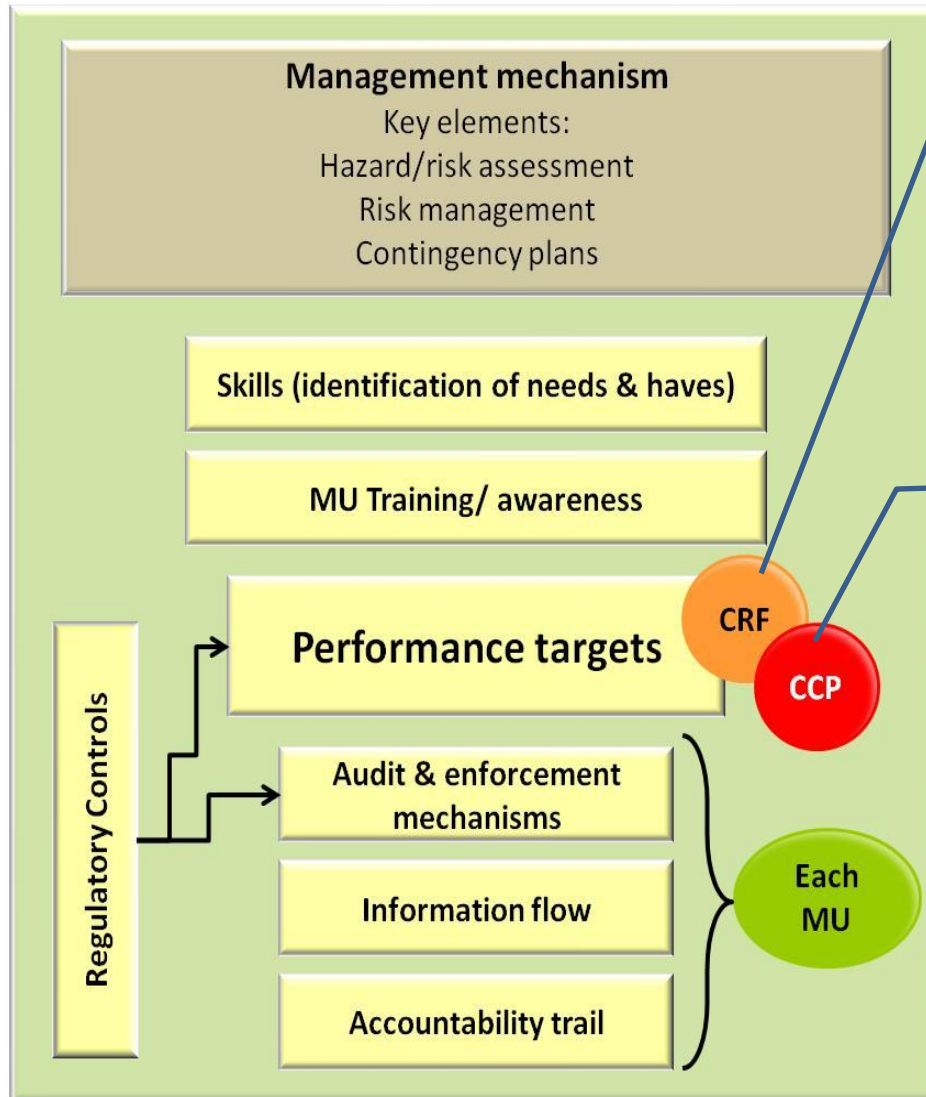 Management mechanism
Key elements:
Hazard/risk assessment
Risk management
Contingency plans
Skills (identification of needs & haves)
MU Training/ awareness
Performance targets
CRF
CCP
Regulatory Controls
Audit & enforcement
mechanisms
Information flow
Accountability trail
Each
MU